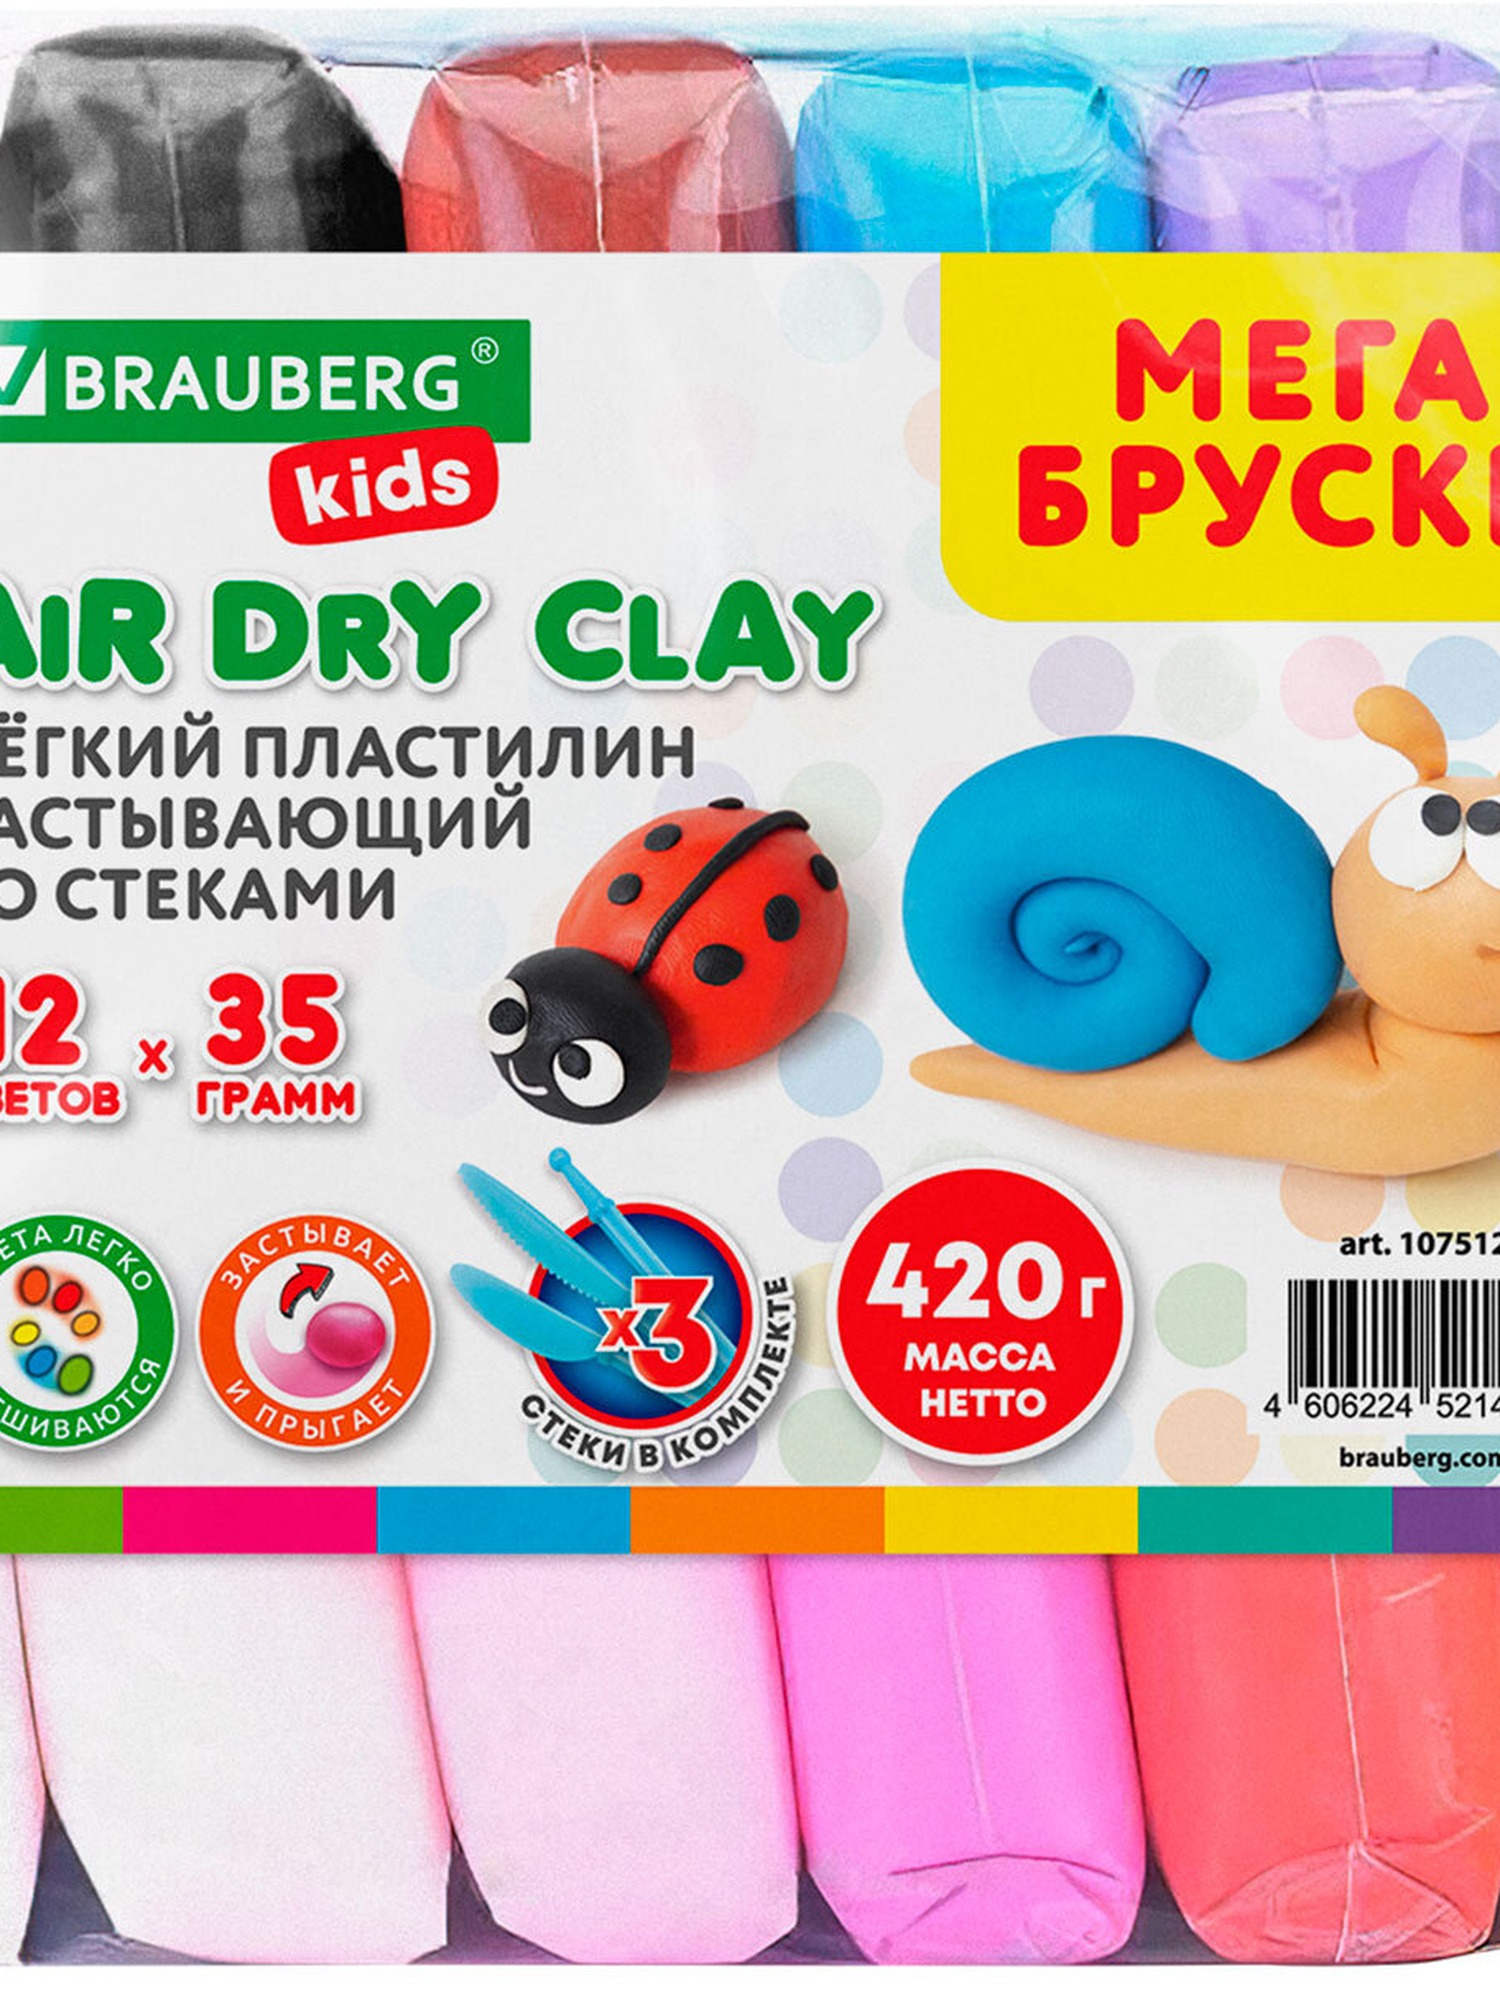 BRAUBERG®
kids
МЕГА
БРУСК
AIR DRY CLAY
ЁГКИЙ ПЛАСТИЛИН
АСТЫВАЮЩИЙ
О СТЕКАМИ
12 x 35
ВЕТОВ ГРАММ
ЕТА ЛЕГКО
ШИВАЮТСЯ
ЗАСТЫВАЕТ
И ПРЫГАЕТ
x3
СТЕКИ В КОМПЛЕКТЕ
420 г
МАССА
НЕТТО
art. 107512
4 606224 5214
brauberg.com